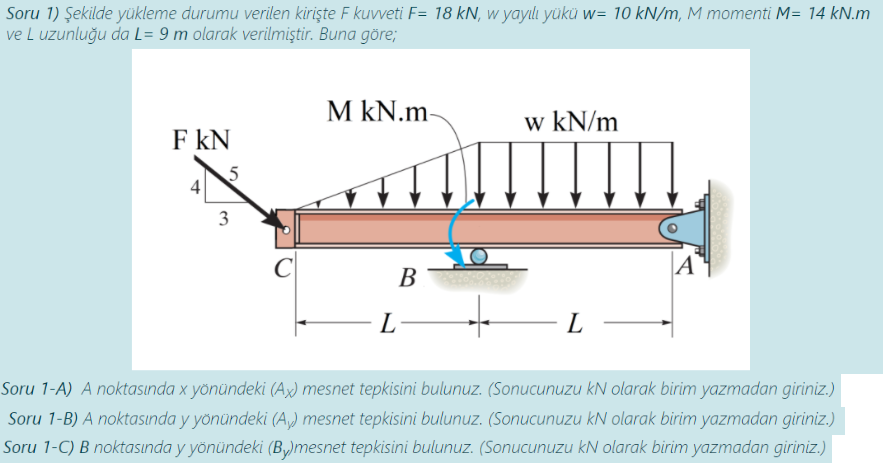 Soru 1) Şekilde yükleme durumu verilen kirişte F kuvveti F= 18 kN, w yayılı yükü w= 10 kN/m, M momenti M= 14 kN.m
ve L uzunluğu da L= 9 m olarak verilmiştir. Buna göre;
M kN.m
w kN/m
F kN
5
4
3
C
B
A
L
L
Soru 1-A) A noktasında x yönündeki (Ax) mesnet tepkisini bulunuz. (Sonucunuzu kN olarak birim yazmadan giriniz.)
Soru 1-B) A noktasında y yönündeki (Ay) mesnet tepkisini bulunuz. (Sonucunuzu kN olarak birim yazmadan giriniz.)
Soru 1-C) B noktasında y yönündeki (By)mesnet tepkisini bulunuz. (Sonucunuzu kN olarak birim yazmadan giriniz.)